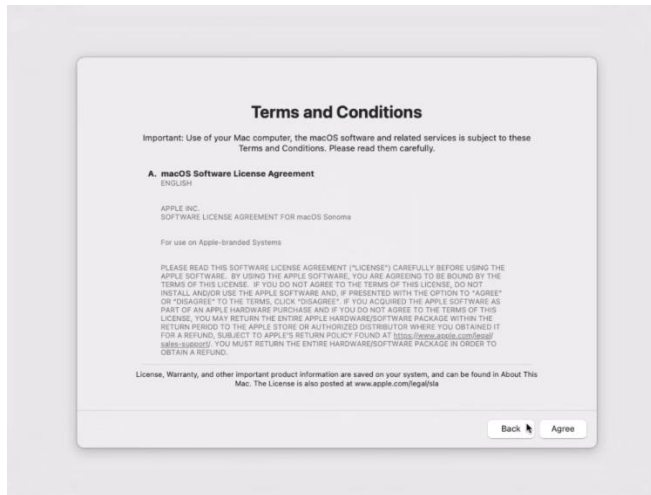 Terms and Conditions
Important: Use of your Mac computer, the macOS software and related services is subject to these
Terms and Conditions. Please read them carefully.
A. macOS Software License Agreement
ENGLISH
APPLE INC.
SOFTWARE LICENSE AGREEMENT FOR macOS Sonoma
For use on Apple-branded Systems
PLEASE READ THIS SOFTWARE LICENSE AGREEMENT ("LICENSE") CAREFULLY BEFORE USING THE
APPLE SOFTWARE. BY USING THE APPLE SOFTWARE, YOU ARE AGREEING TO BE BOUND BY THE
TERMS OF THIS LICENSE. IF YOU DO NOT AGREE TO THE TERMS OF THIS LICENSE, DO NOT
INSTALL AND/OR USE THE APPLE SOFTWARE AND, IF PRESENTED WITH THE OPTION TO "AGREE"
OR "DISAGREE" TO THE TERMS, CLICK "DISAGREE". IF YOU ACQUIRED THE APPLE SOFTWARE AS
PART OF AN APPLE HARDWARE PURCHASE AND IF YOU DO NOT AGREE TO THE TERMS OF THIS
LICENSE, YOU MAY RETURN THE ENTIRE APPLE HARDWARE/SOFTWARE PACKAGE WITHIN THE
RETURN PERIOD TO THE APPLE STORE OR AUTHORIZED DISTRIBUTOR WHERE YOU OBTAINED IT
FOR A REFUND, SUBJECT TO APPLE'S RETURN POLICY FOUND AT https://www.apple.com/legal/
sales-support/. YOU MUST RETURN THE ENTIRE HARDWARE/SOFTWARE PACKAGE IN ORDER TO
OBTAIN A REFUND.
License, Warranty, and other important product information are saved on your system, and can be found in About This
Mac. The License is also posted at www.apple.com/legal/sla
Back Agree